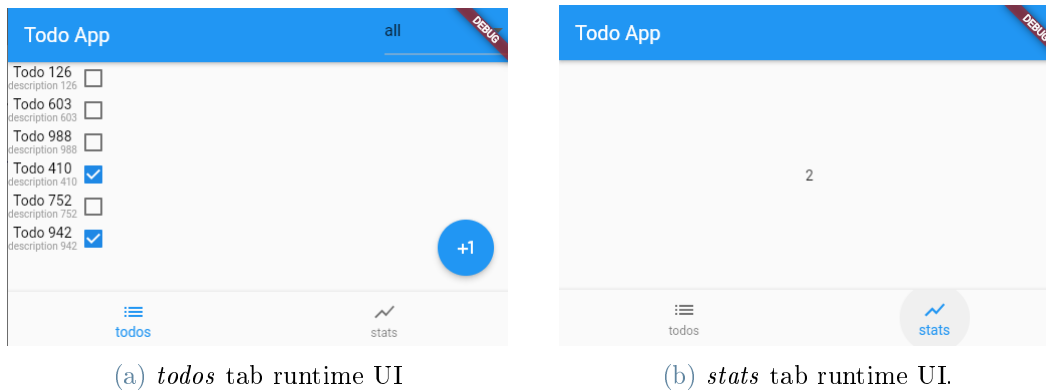 Todo App
all
DEBUG
Todo 126
description 126
Todo 603
description 603
Todo 988
description 988
Todo 410
description 410
Todo 752
description 752
Todo 942
description 942
+1
todos
stats
(a) todos tab runtime UI
Todo App
DEBUG
2
todos
stats
(b) stats tab runtime UI.